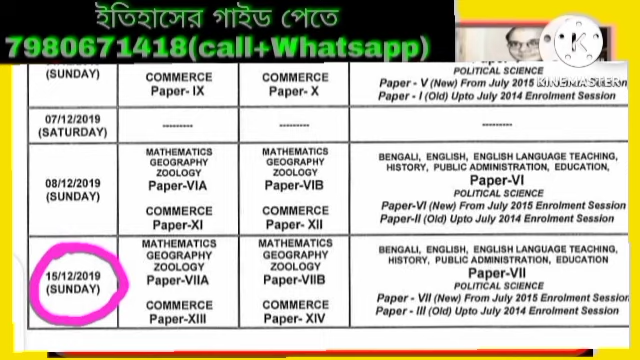 ইতিহাসের গাইড পেতে
7980671418(call+Whatsapp)
KINEMASTER
(SUNDAY)
COMMERCE
Paper- IX
COMMERCE
Paper- X
POLITICAL SCIENCE
Paper - V (New) From July 2015 Enrolment Session
Paper - I (Old) Upto July 2014 Enrolment Session
07/12/2019
(SATURDAY)
---------
---------
---------
08/12/2019
(SUNDAY)
MATHEMATICS
GEOGRAPHY
ZOOLOGY
Paper-VIA
COMMERCE
Paper-XI
MATHEMATICS
GEOGRAPHY
ZOOLOGY
Paper-VIB
COMMERCE
Paper- XII
BENGALI, ENGLISH, ENGLISH LANGUAGE TEACHING,
HISTORY, PUBLIC ADMINISTRATION, EDUCATION,
Paper-VI
POLITICAL SCIENCE
Paper-VI (New) From July 2015 Enrolment Session
Paper-II (Old) Upto July 2014 Enrolment Session
15/12/2019
(SUNDAY)
MATHEMATICS
GEOGRAPHY
ZOOLOGY
Paper-VIIA
COMMERCE
Paper-XIII
MATHEMATICS
GEOGRAPHY
ZOOLOGY
Paper-VIIB
COMMERCE
Paper- XIV
BENGALI, ENGLISH, ENGLISH LANGUAGE TEACHING,
HISTORY, PUBLIC ADMINISTRATION, EDUCATION
Paper-VII
POLITICAL SCIENCE
Paper - VII (New) From July 2015 Enrolment Session
Paper - III (Old) Upto July 2014 Enrolment Session